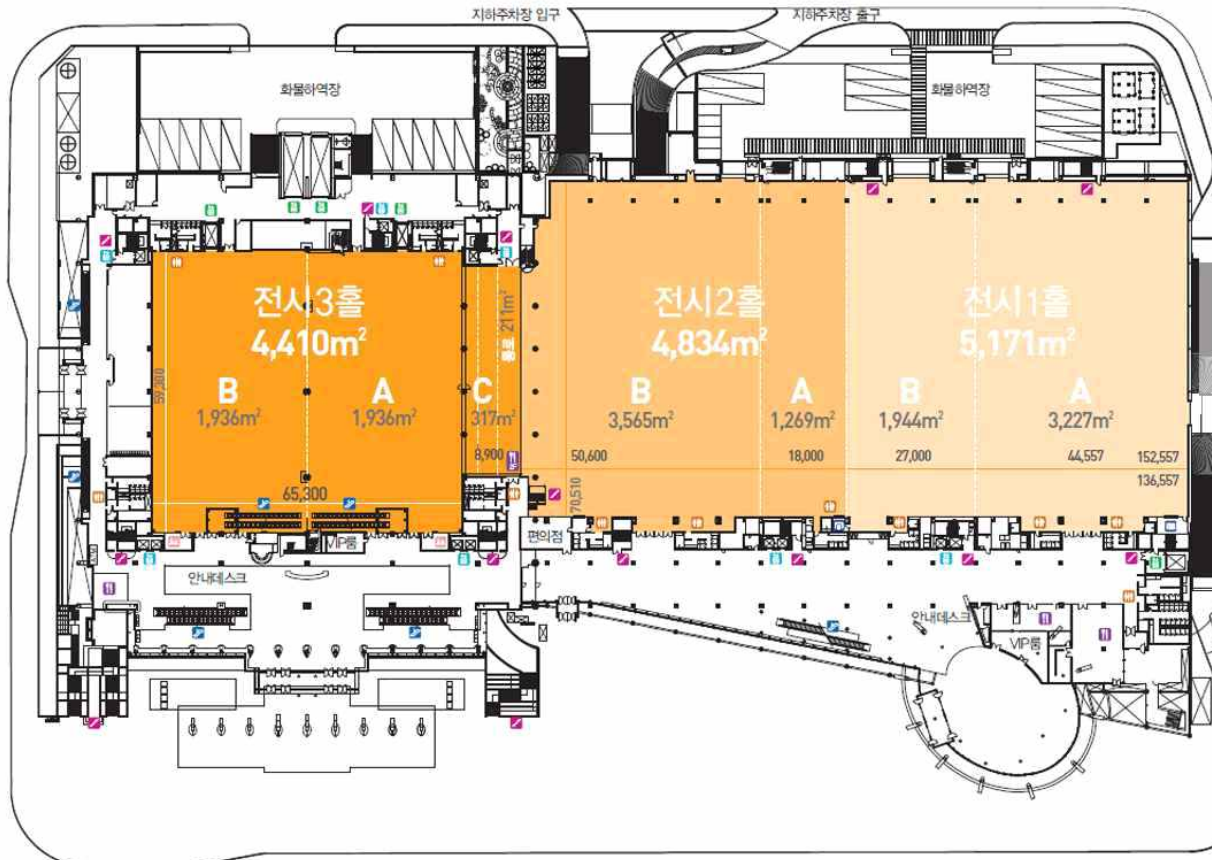 지하주차장 입구
지하주차장 출구
화물하역장
화물하역장
전시3홀
4,410m²
B
1,936m²
A
1,936m²
C
317m²
통로 211m²
59,300
65,300
8,900
전시2홀
4,834m²
B
3,565m²
A
1,269m²
50,600
18,000
70,510
전시1홀
5,171m²
B
1,944m²
A
3,227m²
27,000
44,557
152,557
136,557
편의점
VIP룸
안내데스크
안내데스크
VIP룸